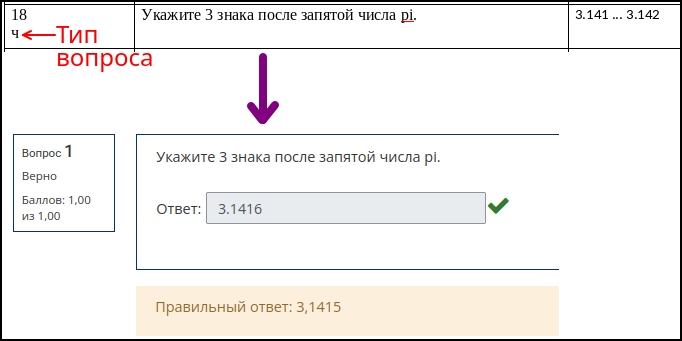 18
Укажите 3 знака после запятой числа pi.
3.141 ... 3.142
ч
Тип
вопроса
Вопрос 1
Верно
Баллов: 1,00
из 1,00
Укажите 3 знака после запятой числа pi.
Ответ: 3.1416
Правильный ответ: 3,1415